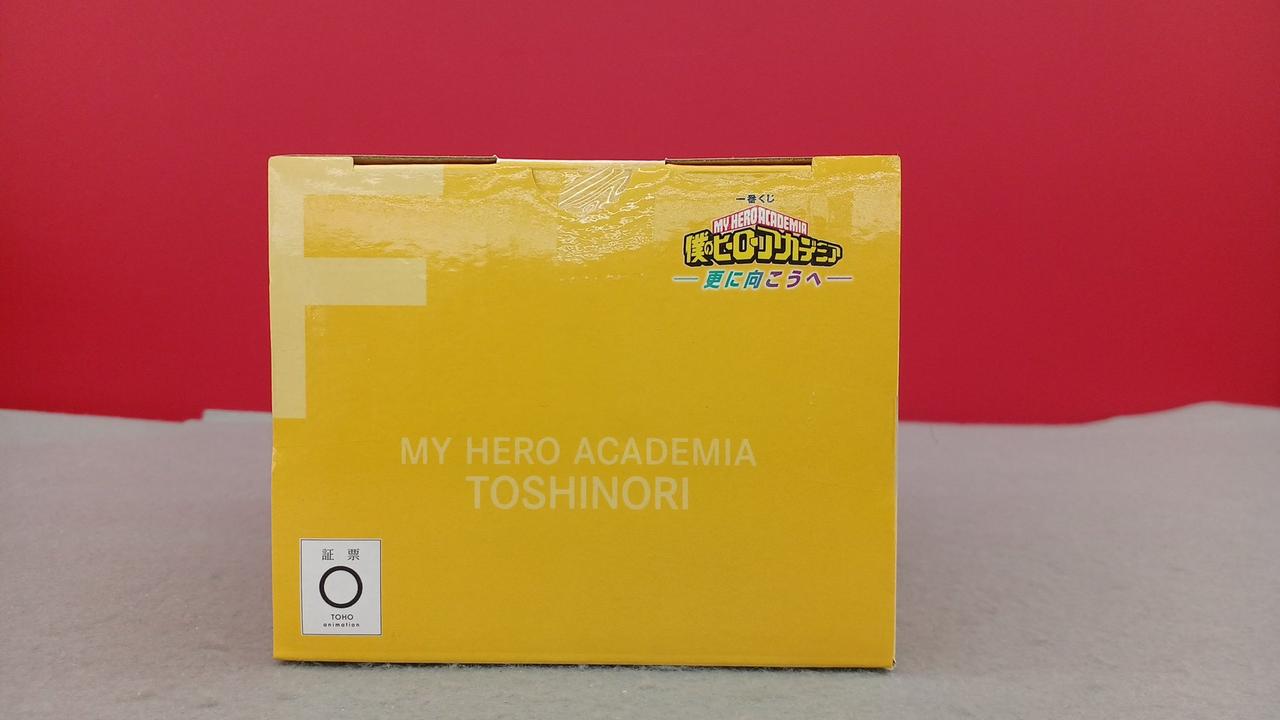 F
一番くじ
MY HERO ACADEMIA
僕のヒーローアカデミア
更に向こうへ
MY HERO ACADEMIA
TOSHINORI
証 票
TOHO
animation